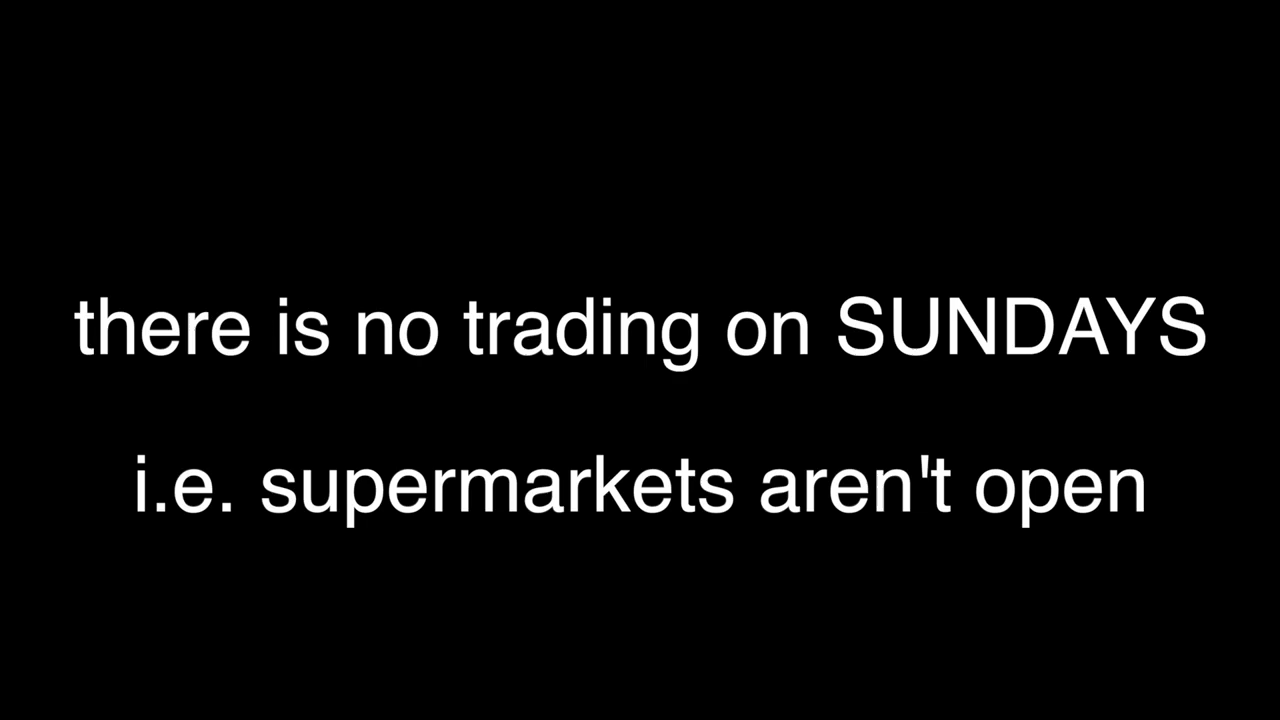 there is no trading on SUNDAYS
i.e. supermarkets aren't open